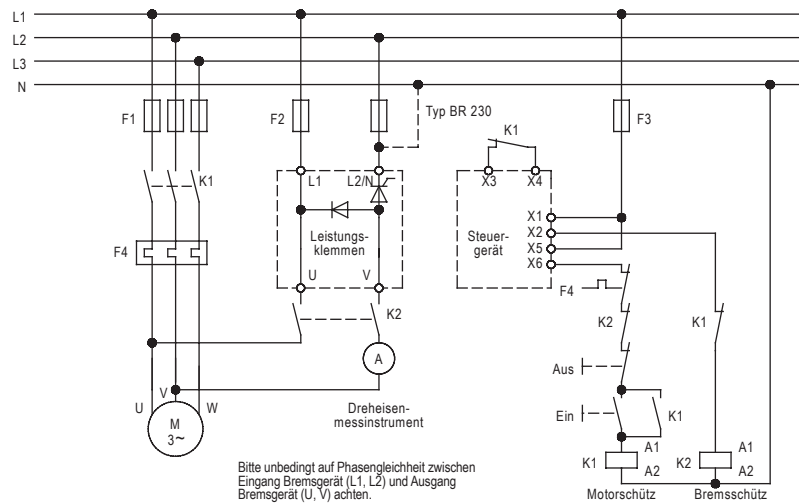 L1
L2
L3
N
F1
F2
Typ BR 230
F3
K1
K1
L1
L2/N
X3
X4
Leistungs-
klemmen
Steuer-
gerät
X1
X2
X5
X6
F4
U
V
F4
K2
K2
K1
A
Aus
V
U
W
M
3~
Dreheisen-
messinstrument
Ein
K1
K1
A1
A2
K2
A1
A2
Motorschütz
Bremsschütz
Bitte unbedingt auf Phasengleichheit zwischen
Eingang Bremsgerät (L1, L2) und Ausgang
Bremsgerät (U, V) achten.